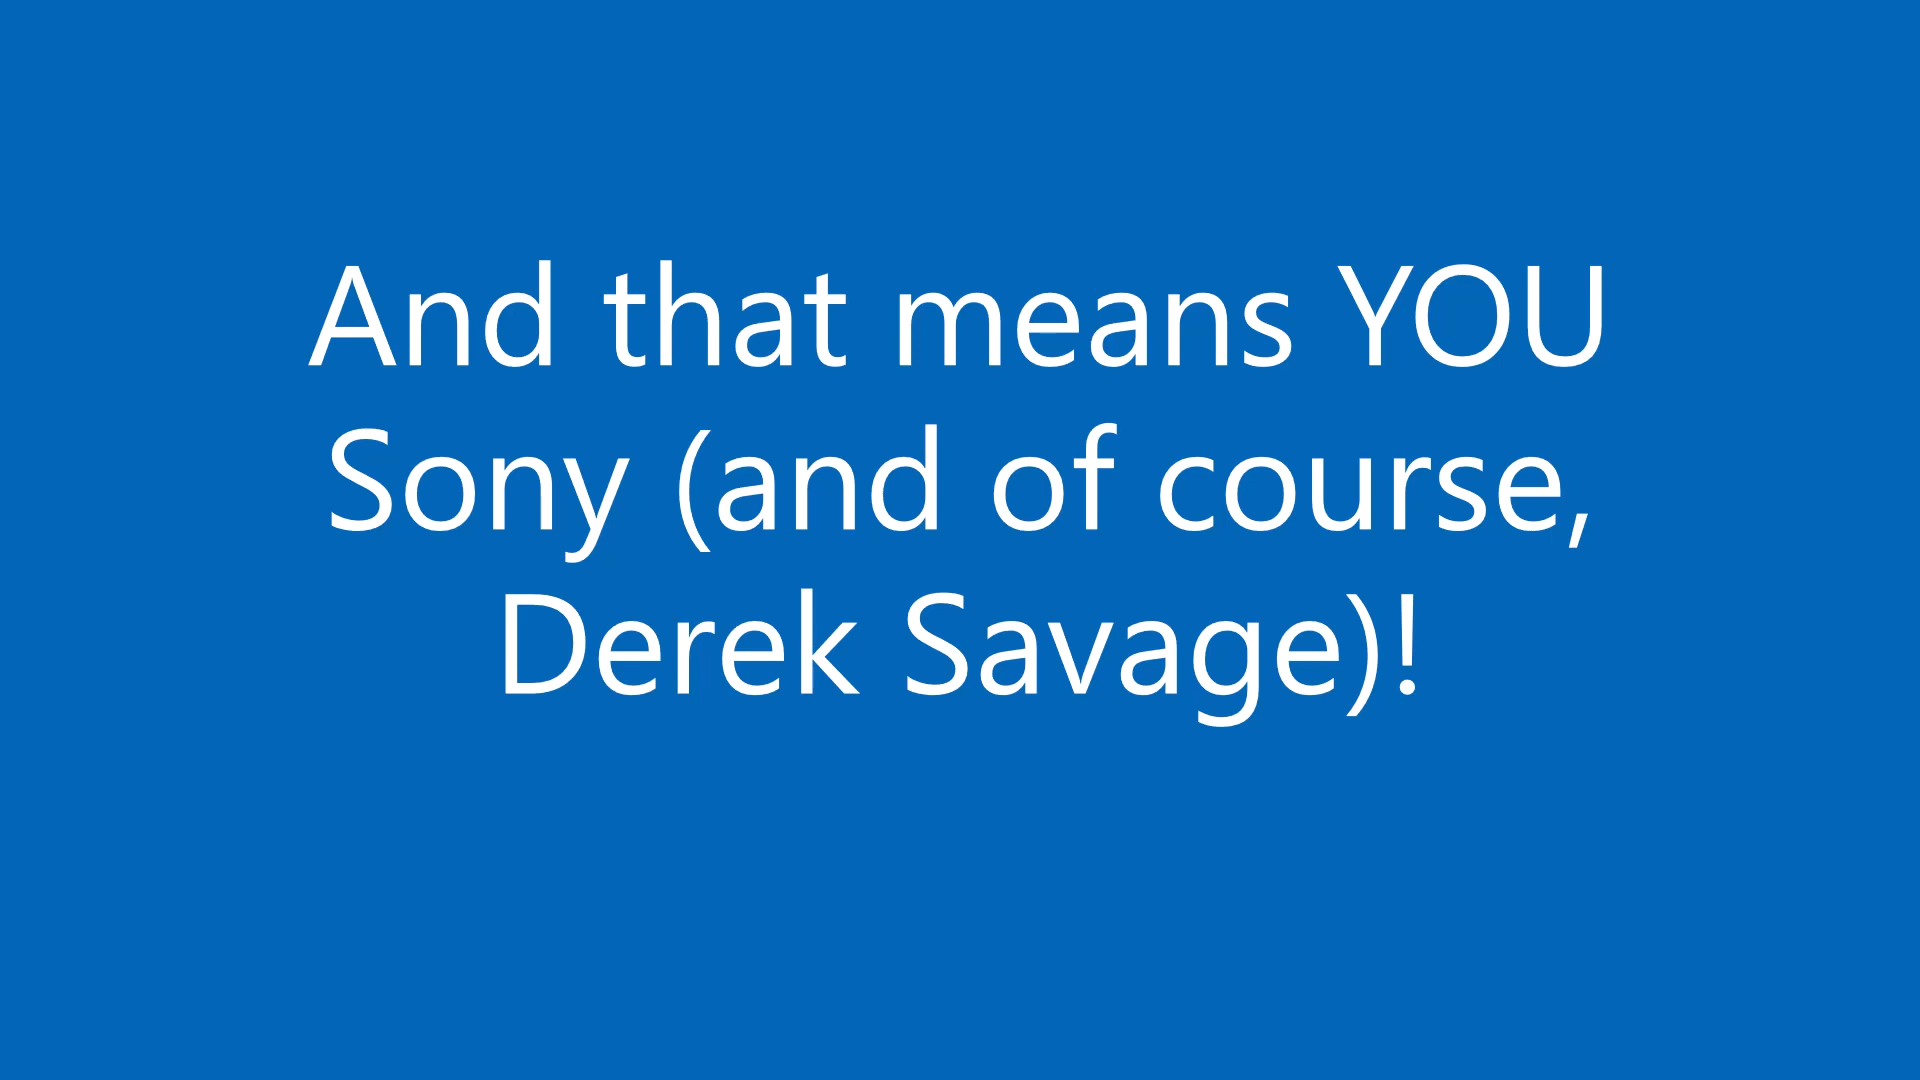 And that means YOU
Sony (and of course,
Derek Savage)!